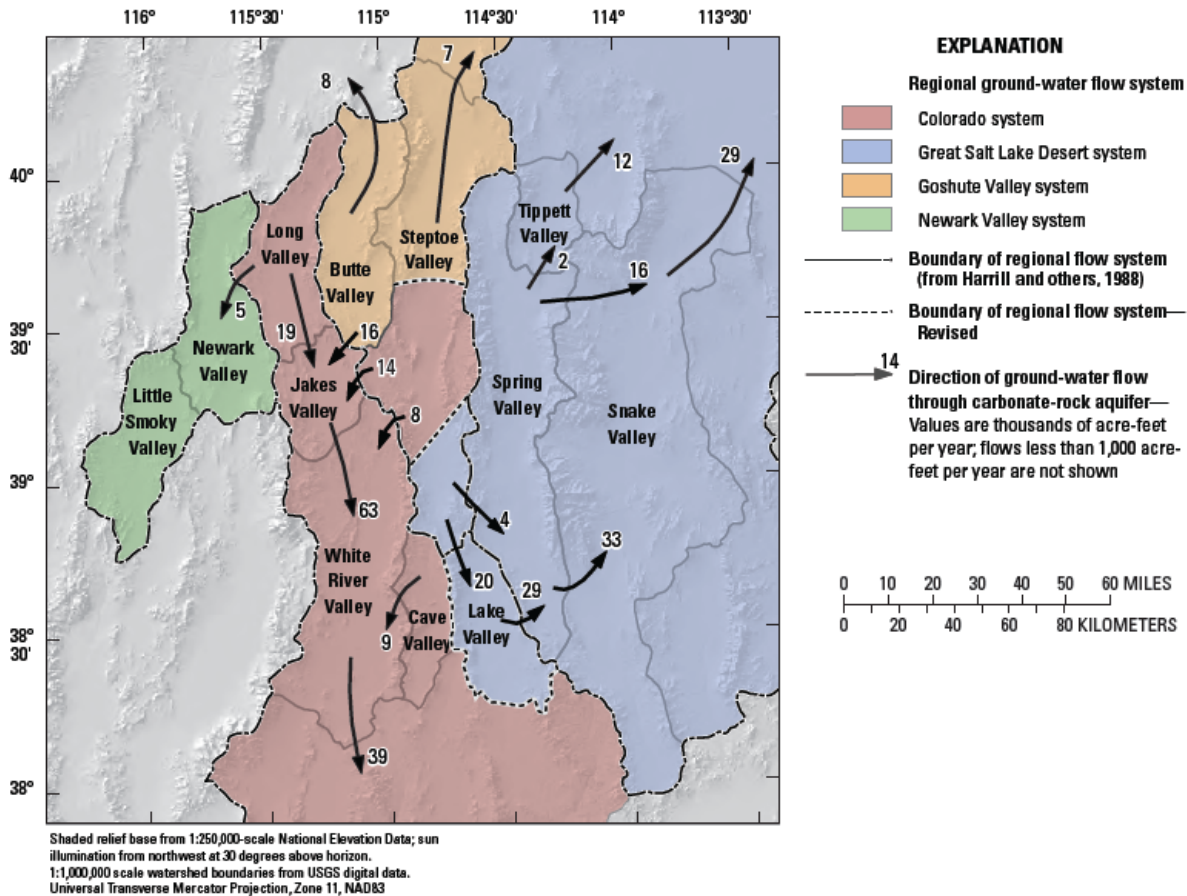 116° 115°30' 115° 114°30' 114° 113°30'
40°
39°
30'
39°
38°
30'
38°
7
8
12
29
Tippett
Valley
Long
Valley
Steptoe
Valley
Butte
Valley
2
16
5
19
16
Newark
Valley
14
Jakes
Valley
Spring
Valley
Little
Smoky
Valley
Snake
Valley
8
63
4
33
White
River
Valley
20
29
Lake
Valley
Cave
Valley
9
39
EXPLANATION
Regional ground-water flow system
Colorado system
Great Salt Lake Desert system
Goshute Valley system
Newark Valley system
Boundary of regional flow system
(from Harrill and others, 1988)
Boundary of regional flow system—
Revised
14
Direction of ground-water flow
through carbonate-rock aquifer—
Values are thousands of acre-feet
per year; flows less than 1,000 acre-
feet per year are not shown
0 10 20 30 40 50 60 MILES
0 20 40 60 80 KILOMETERS
Shaded relief base from 1:250,000-scale National Elevation Data; sun
illumination from northwest at 30 degrees above horizon.
1:1,000,000 scale watershed boundaries from USGS digital data.
Universal Transverse Mercator Projection, Zone 11, NAD83